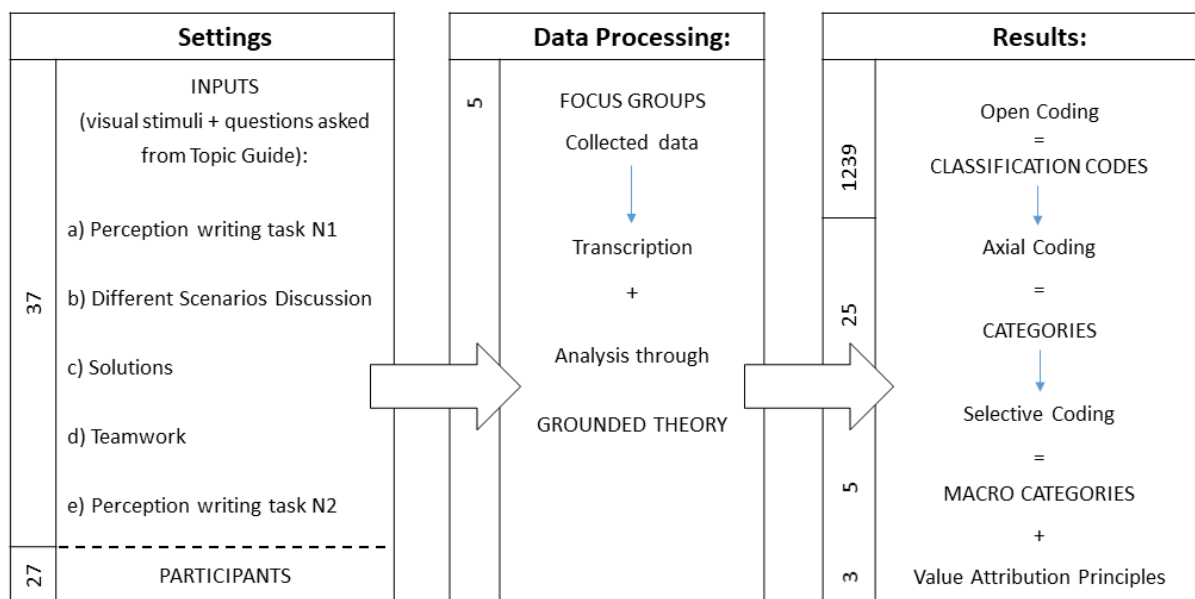 Settings
37
INPUTS
(visual stimuli + questions asked
from Topic Guide):
a) Perception writing task N1
b) Different Scenarios Discussion
c) Solutions
d) Teamwork
e) Perception writing task N2
27
PARTICIPANTS
Data Processing:
5
FOCUS GROUPS
Collected data
Transcription
+
Analysis through
GROUNDED THEORY
Results:
1239
Open Coding
=
CLASSIFICATION CODES
25
Axial Coding
=
CATEGORIES
Selective Coding
=
5
MACRO CATEGORIES
+
3
Value Attribution Principles